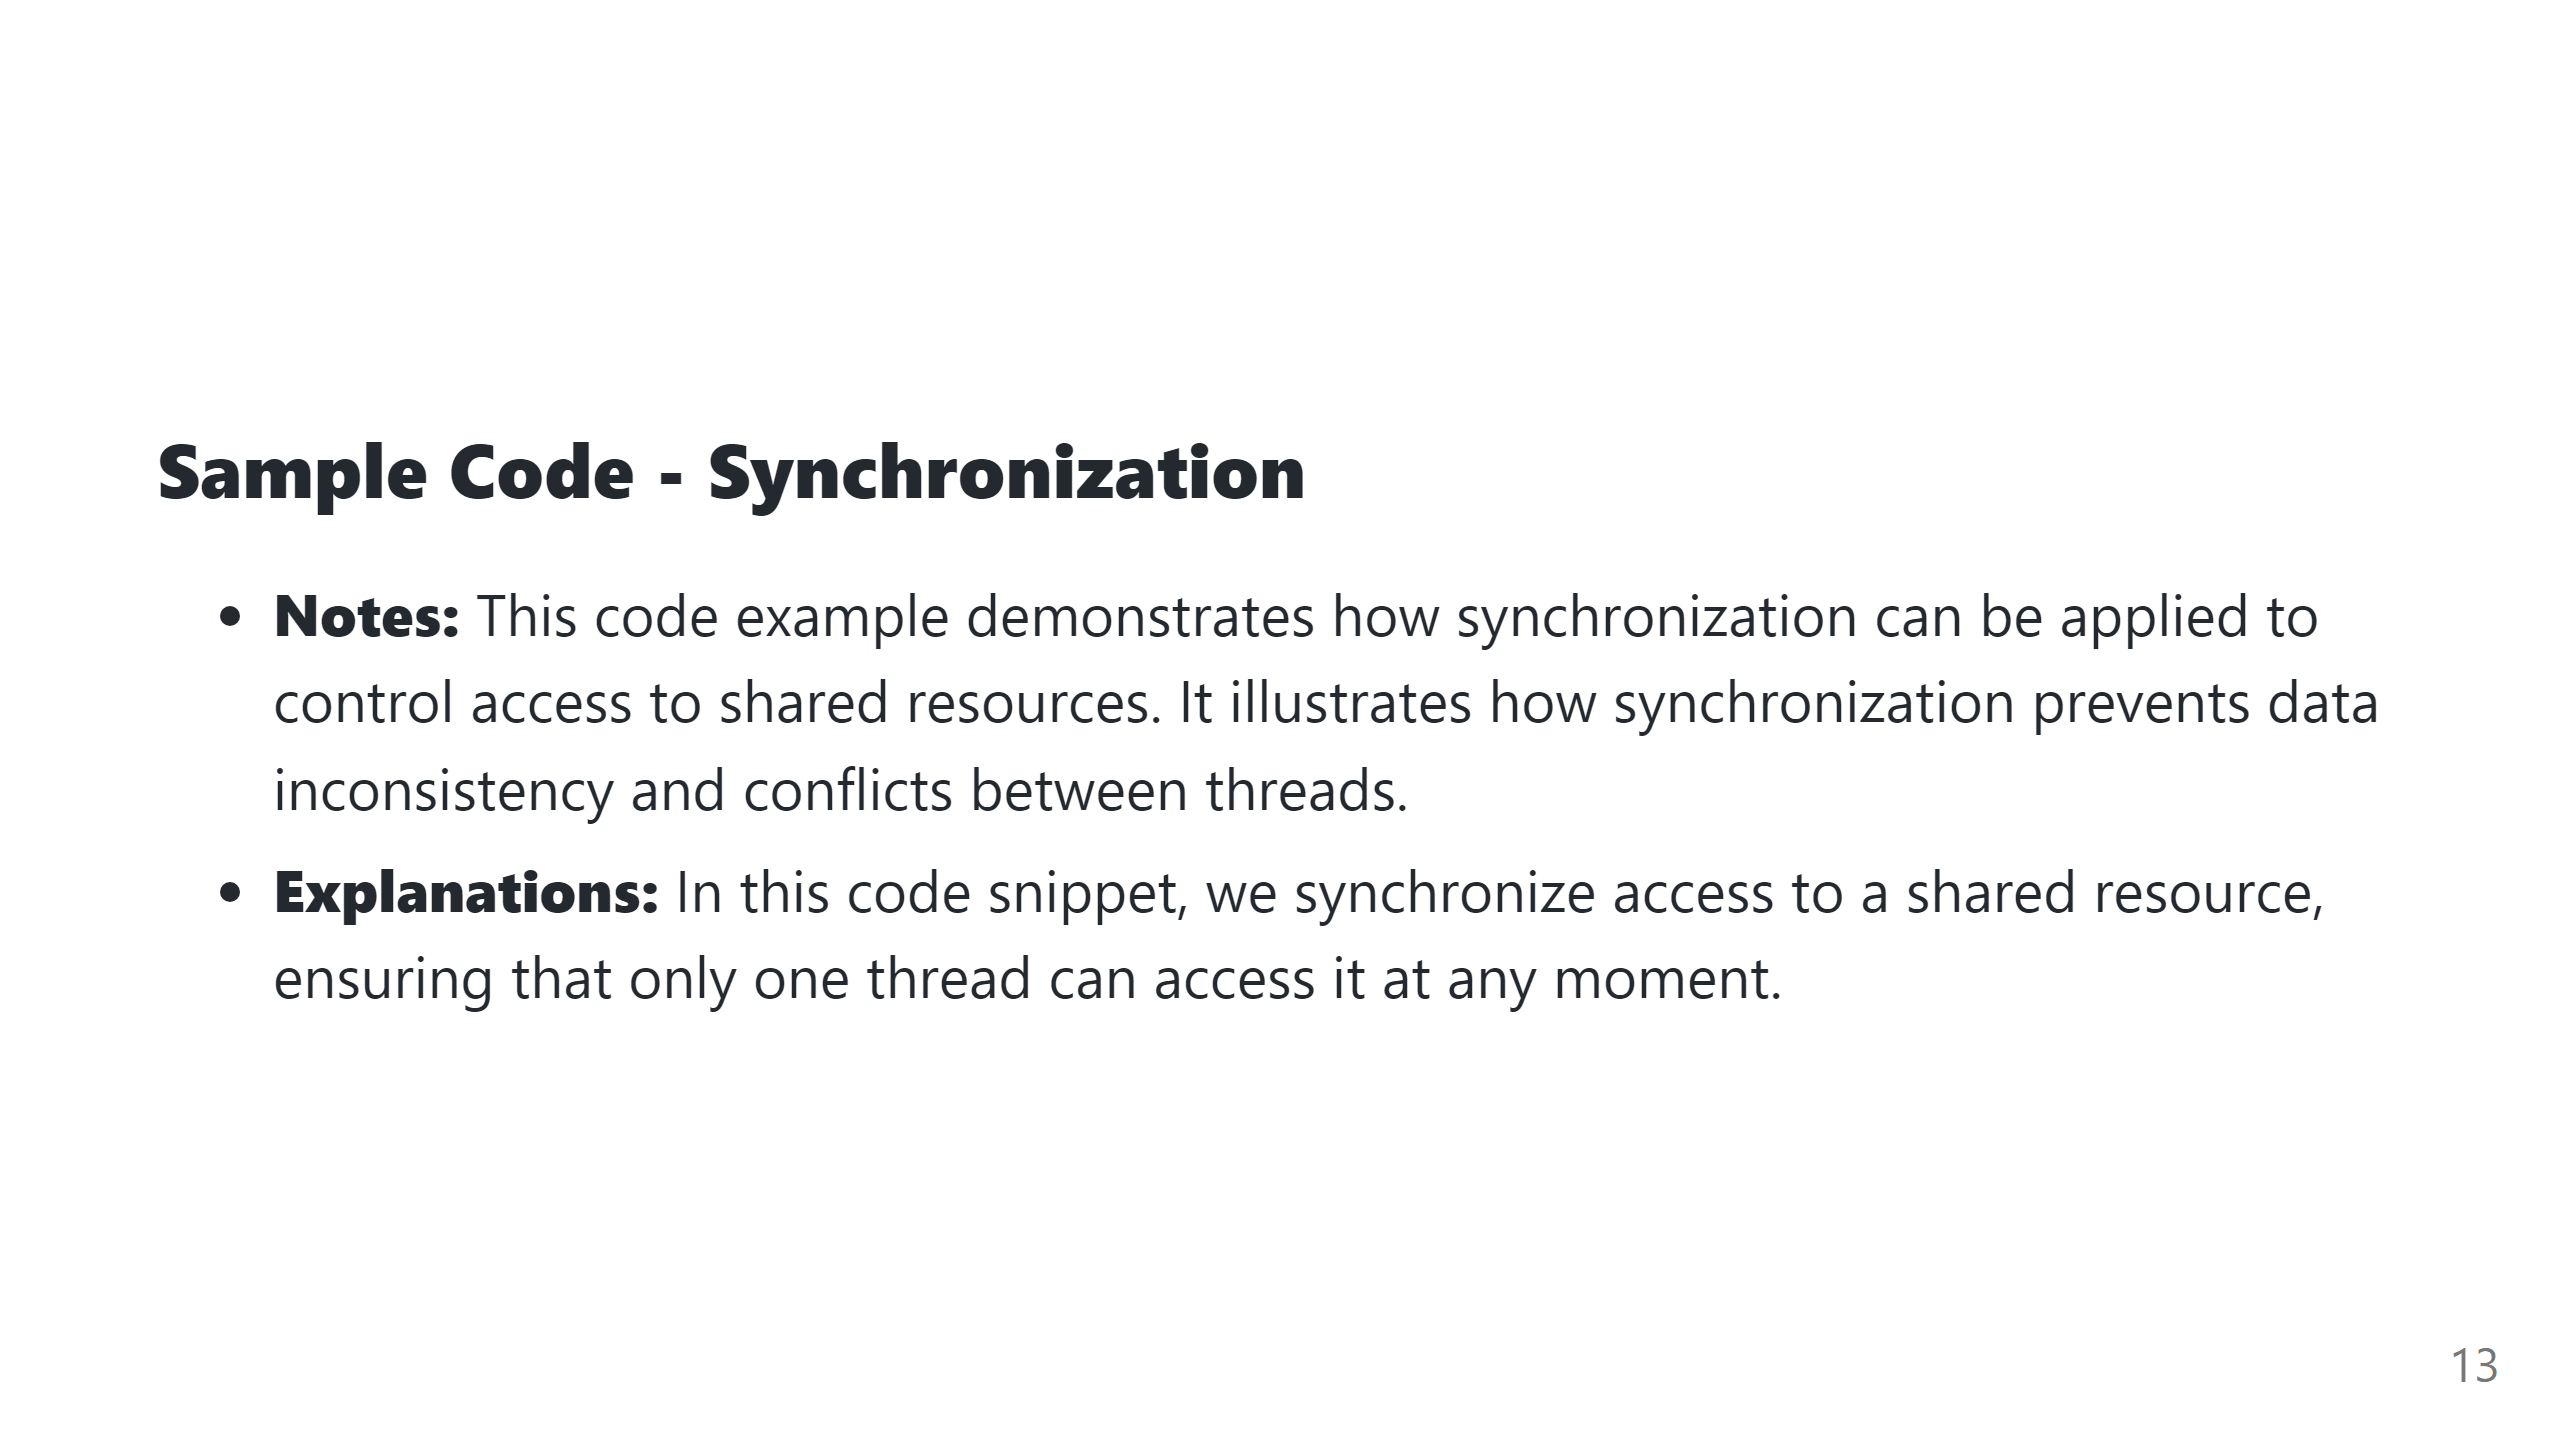 Sample Code - Synchronization
• Notes: This code example demonstrates how synchronization can be applied to
control access to shared resources. It illustrates how synchronization prevents data
inconsistency and conflicts between threads.
• Explanations: In this code snippet, we synchronize access to a shared resource,
ensuring that only one thread can access it at any moment.
13